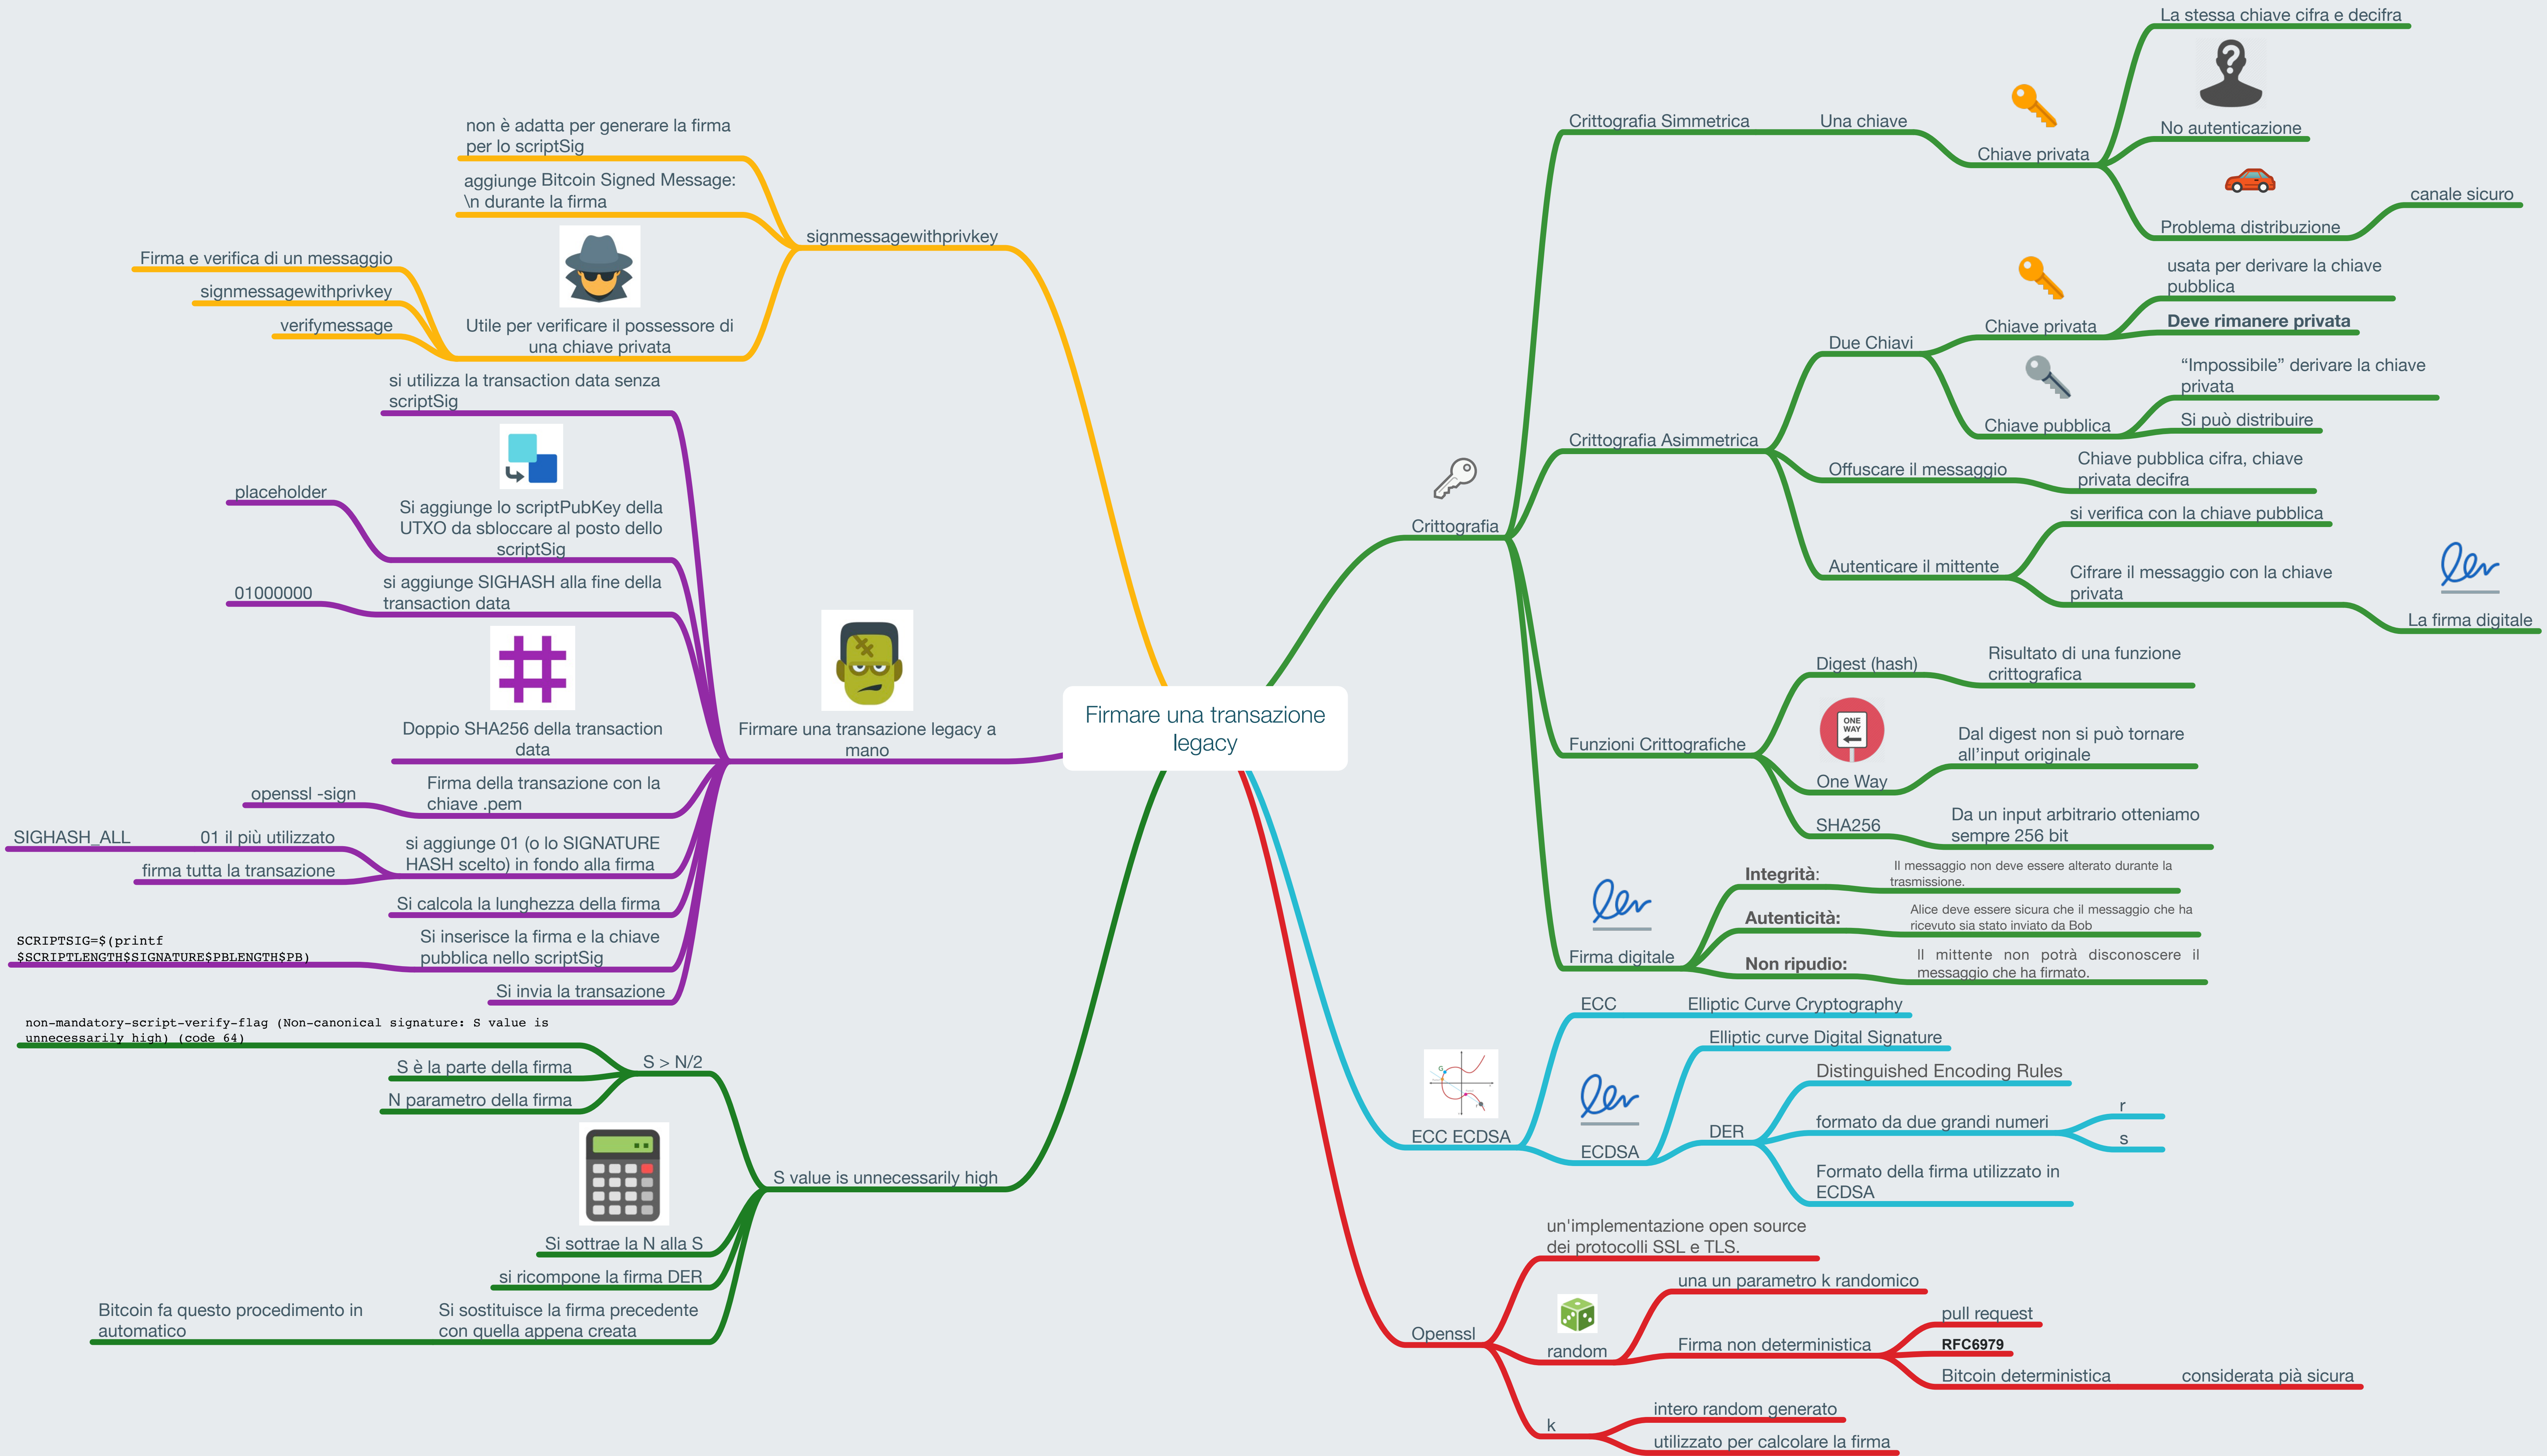 Firmare una transazione
legacy
Crittografia
Crittografia Simmetrica
Una chiave
Chiave privata
La stessa chiave cifra e decifra
No autenticazione
Problema distribuzione
canale sicuro
Crittografia Asimmetrica
Due Chiavi
Chiave privata
usata per derivare la chiave
pubblica
Deve rimanere privata
Chiave pubblica
“Impossibile” derivare la chiave
privata
Si può distribuire
Offuscare il messaggio
Chiave pubblica cifra, chiave
privata decifra
Autenticare il mittente
si verifica con la chiave pubblica
Cifrare il messaggio con la chiave
privata
La firma digitale
Funzioni Crittografiche
Digest (hash)
Risultato di una funzione
crittografica
ONE
WAY
One Way
Dal digest non si può tornare
all’input originale
SHA256
Da un input arbitrario otteniamo
sempre 256 bit
Firma digitale
Integrità:
Il messaggio non deve essere alterato durante la
trasmissione.
Autenticità:
Alice deve essere sicura che il messaggio che ha
ricevuto sia stato inviato da Bob
Non ripudio:
Il mittente non potrà disconoscere il
messaggio che ha firmato.
ECC ECDSA
ECC
Elliptic Curve Cryptography
ECDSA
Elliptic curve Digital Signature
DER
Distinguished Encoding Rules
formato da due grandi numeri
r
s
Formato della firma utilizzato in
ECDSA
Openssl
un'implementazione open source
dei protocolli SSL e TLS.
random
una un parametro k randomico
Firma non deterministica
pull request
RFC6979
Bitcoin deterministica
considerata pià sicura
k
intero random generato
utilizzato per calcolare la firma
signmessagewithprivkey
non è adatta per generare la firma
per lo scriptSig
aggiunge Bitcoin Signed Message:
\n durante la firma
Utile per verificare il possessore di
una chiave privata
Firma e verifica di un messaggio
signmessagewithprivkey
verifymessage
Firmare una transazione legacy a
mano
si utilizza la transaction data senza
scriptSig
Si aggiunge lo scriptPubKey della
UTXO da sbloccare al posto dello
scriptSig
placeholder
si aggiunge SIGHASH alla fine della
transaction data
01000000
Doppio SHA256 della transaction
data
Firma della transazione con la
chiave .pem
openssl -sign
si aggiunge 01 (o lo SIGNATURE
HASH scelto) in fondo alla firma
01 il più utilizzato
SIGHASH_ALL
firma tutta la transazione
Si calcola la lunghezza della firma
Si inserisce la firma e la chiave
pubblica nello scriptSig
SCRIPTSIG=$(printf
$SCRIPTLENGTH$SIGNATURE$PBLENGTH$PB)
Si invia la transazione
S value is unnecessarily high
S > N/2
non-mandatory-script-verify-flag (Non-canonical signature: S value is
unnecessarily high) (code 64)
S è la parte della firma
N parametro della firma
Si sottrae la N alla S
si ricompone la firma DER
Si sostituisce la firma precedente
con quella appena creata
Bitcoin fa questo procedimento in
automatico